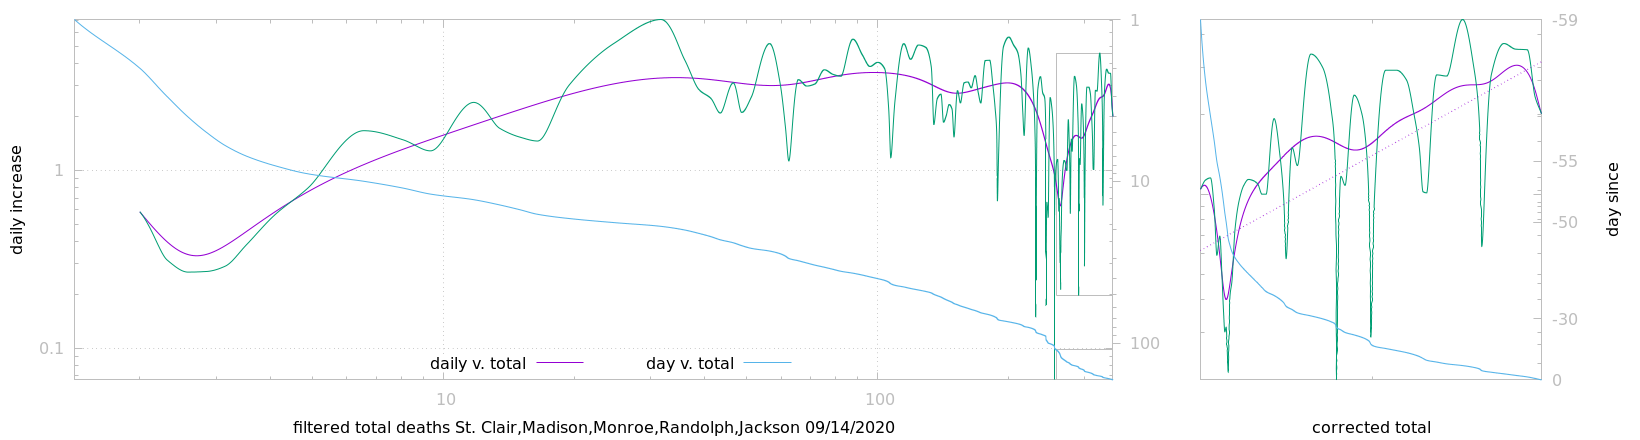 daily increase
1
0.1
daily v. total
day v. total
10
100
1
10
100
filtered total deaths St. Clair,Madison,Monroe,Randolph,Jackson 09/14/2020
-59
-55
-50
-30
0
day since
corrected total